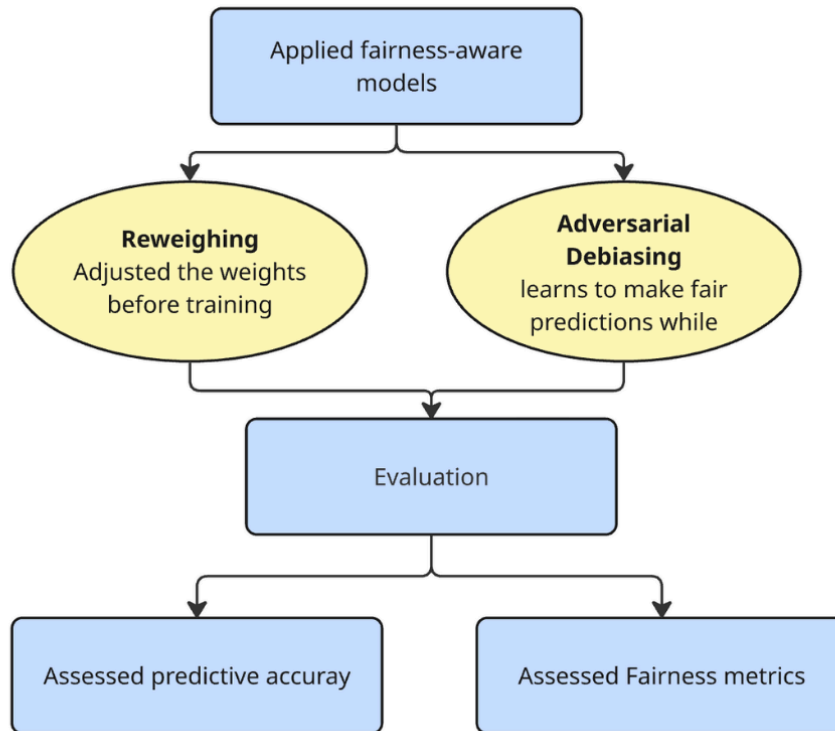 Applied fairness-aware
models
Reweighing
Adjusted the weights
before training
Adversarial
Debiasing
learns to make fair
predictions while
Evaluation
Assessed predictive accuray
Assessed Fairness metrics